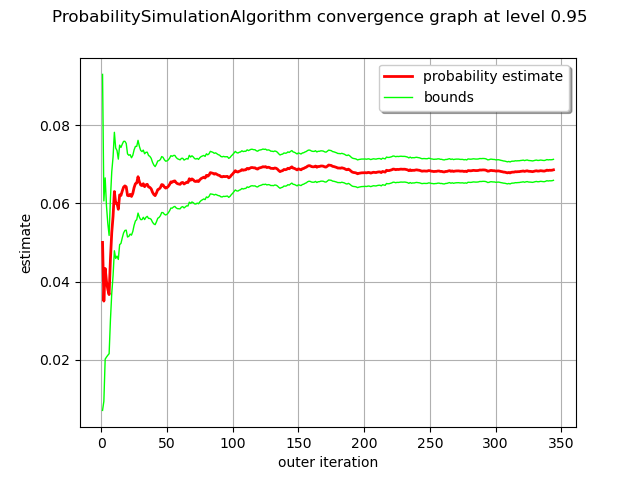 ProbabilitySimulationAlgorithm convergence graph at level 0.95
probability estimate
bounds
0.08
0.06
0.04
0.02
estimate
0 50 100 150 200 250 300 350
outer iteration